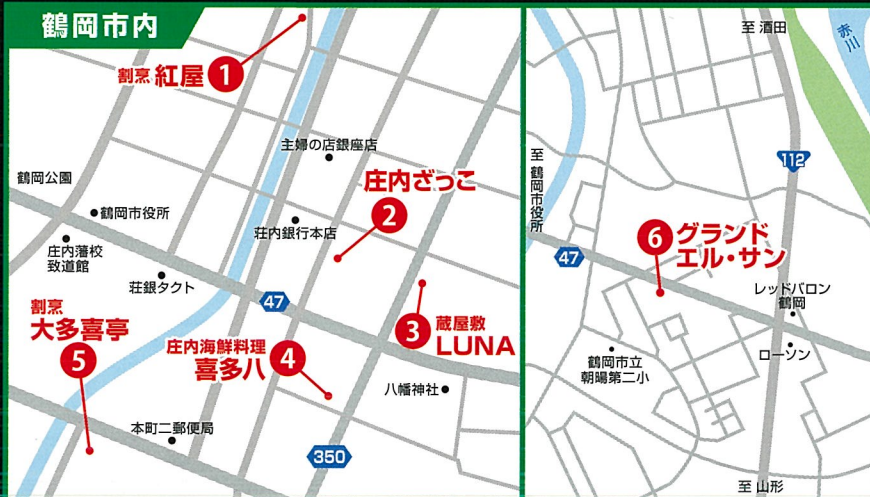 鶴岡市内
割烹 紅屋 1
主婦の店銀座店
鶴岡公園
庄内ざっこ
2
鶴岡市役所
荘内銀行本店
庄内藩校
致道館
荘銀タクト
47
割烹
大多喜亭
5
庄内海鮮料理
喜多八 4
3 蔵屋敷
LUNA
八幡神社
本町二郵便局
350
至 酒田
赤川
112
至 鶴岡市役所
47
6 グランド
エル・サン
レッドバロン
鶴岡
ローソン
鶴岡市立
朝暘第二小
至 山形